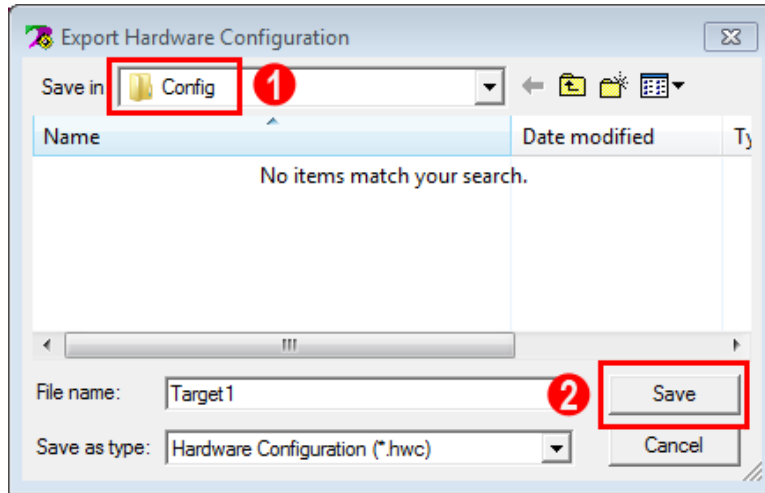 Export Hardware Configuration
Save in Config 1
Name Date modified Ty
No items match your search.
File name: Target1 2 Save
Save as type: Hardware Configuration (*.hwc) Cancel